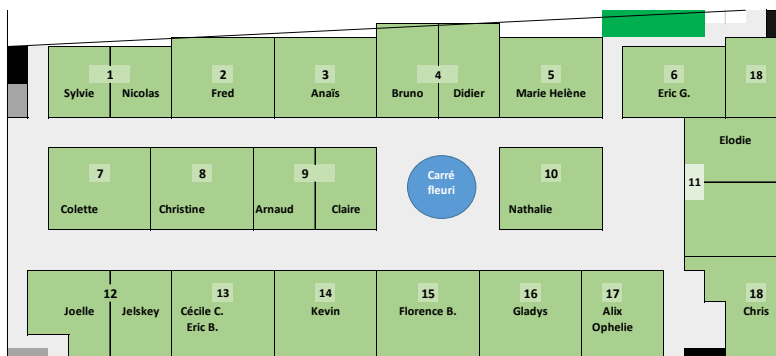 1
Sylvie Nicolas
2
Fred
3
Anaïs
4
Bruno Didier
5
Marie Helène
6
Eric G.
18
Elodie
11
7
Colette
8
Christine
9
Arnaud Claire
Carré
fleuri
10
Nathalie
12
Joelle Jelskey
13
Cécile C.
Eric B.
14
Kevin
15
Florence B.
16
Gladys
17
Alix
Ophelie
18
Chris